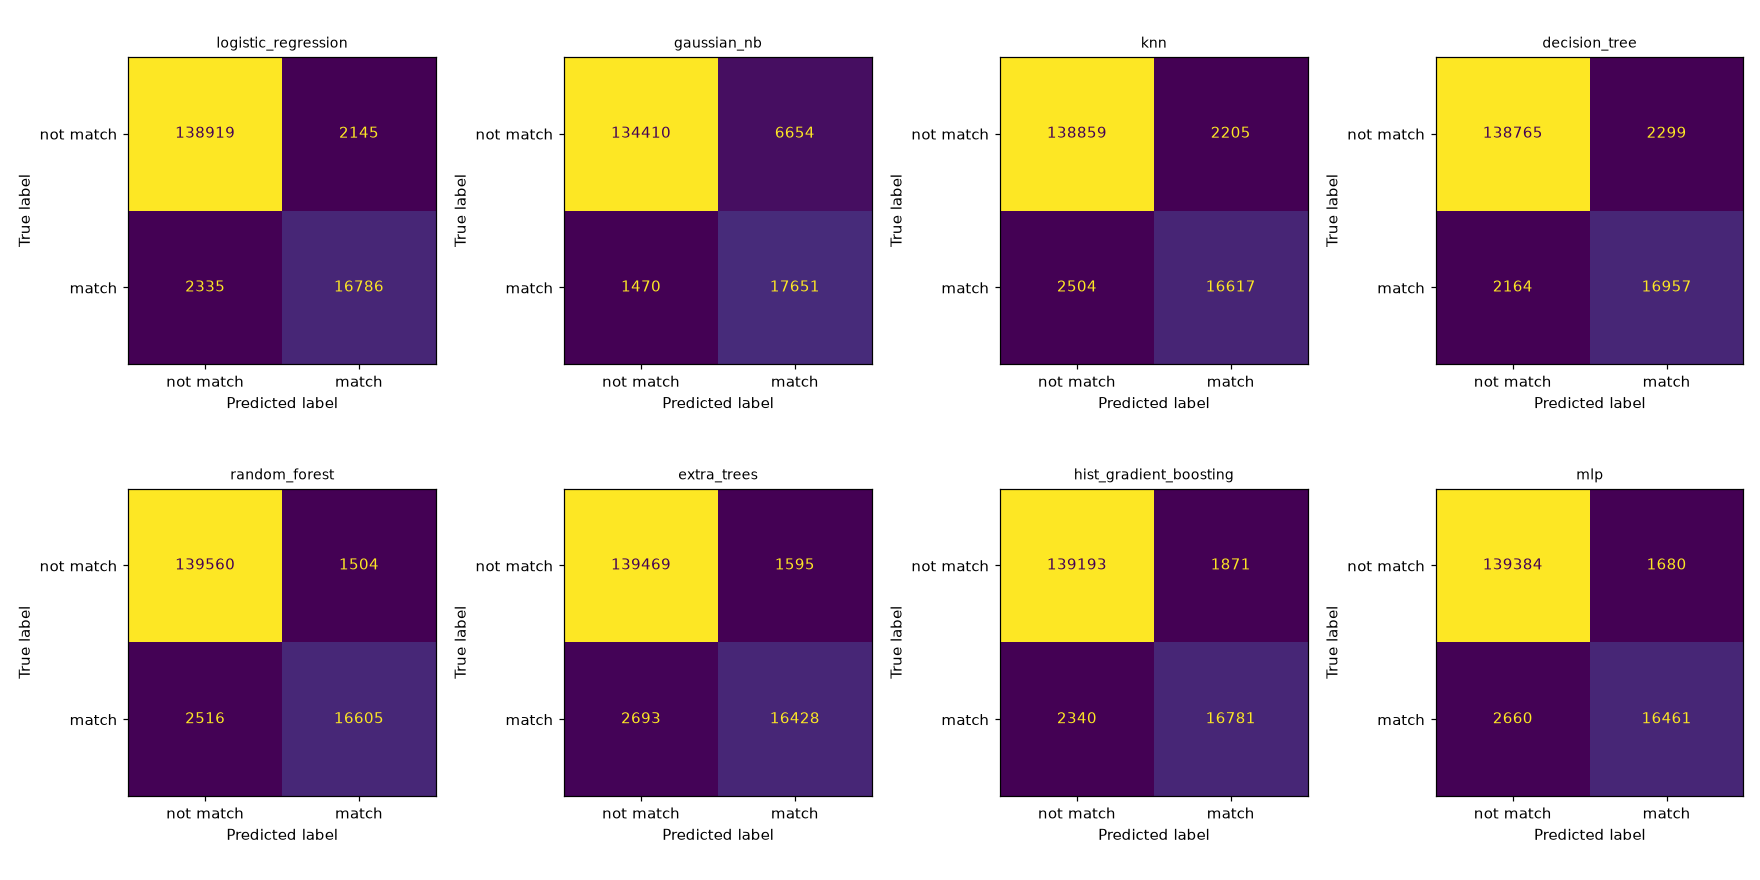 logistic_regression
True label
not match
138919 2145
match
2335 16786
not match match
Predicted label
gaussian_nb
True label
not match
134410 6654
match
1470 17651
not match match
Predicted label
knn
True label
not match
138859 2205
match
2504 16617
not match match
Predicted label
decision_tree
True label
not match
138765 2299
match
2164 16957
not match match
Predicted label
random_forest
True label
not match
139560 1504
match
2516 16605
not match match
Predicted label
extra_trees
True label
not match
139469 1595
match
2693 16428
not match match
Predicted label
hist_gradient_boosting
True label
not match
139193 1871
match
2340 16781
not match match
Predicted label
mlp
True label
not match
139384 1680
match
2660 16461
not match match
Predicted label